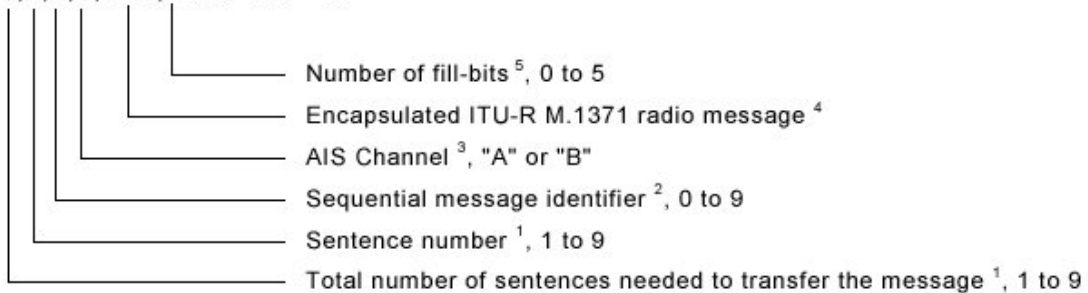 Number of fill-bits ⁵, 0 to 5
Encapsulated ITU-R M.1371 radio message ⁴
AIS Channel ³, "A" or "B"
Sequential message identifier ², 0 to 9
Sentence number ¹, 1 to 9
Total number of sentences needed to transfer the message ¹, 1 to 9